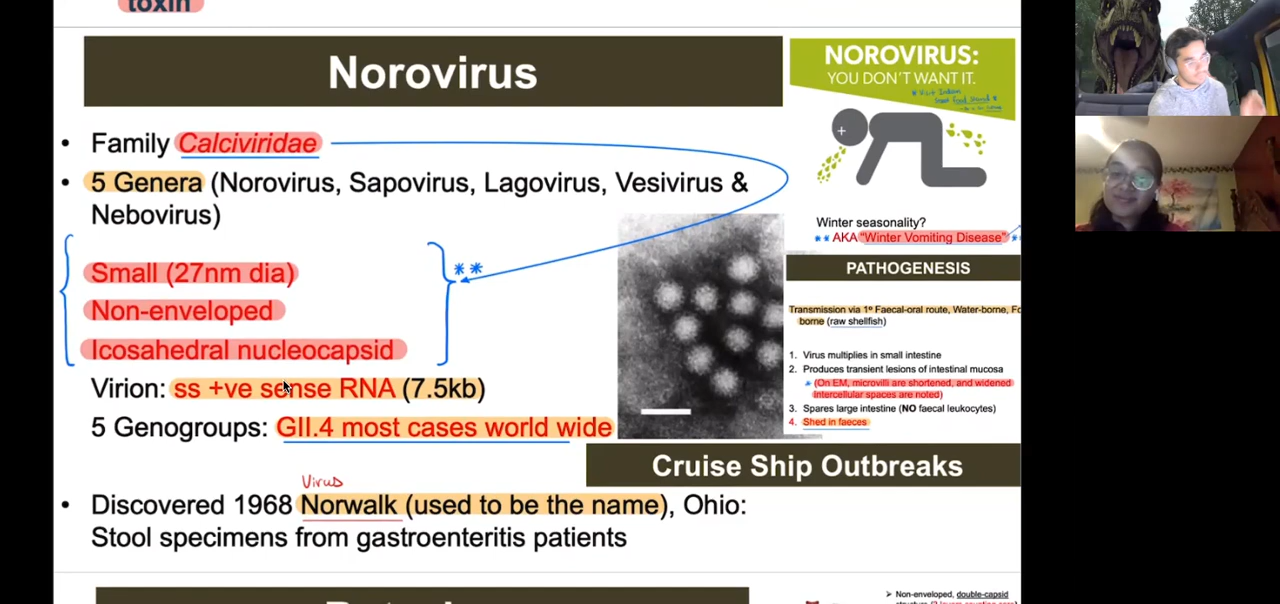 toxin
Norovirus
• Family Calciviridae
• 5 Genera (Norovirus, Sapovirus, Lagovirus, Vesivirus &
Nebovirus)
Small (27nm dia)
Non-enveloped
Icosahedral nucleocapsid
**
Virion: ss +ve sense RNA (7.5kb)
5 Genogroups: GII.4 most cases world wide
Virus
• Discovered 1968 Norwalk (used to be the name), Ohio:
Stool specimens from gastroenteritis patients
NOROVIRUS:
YOU DON'T WANT IT.
Winter seasonality?
** AKA "Winter Vomiting Disease" *
PATHOGENESIS
Transmission via 1º Faecal-oral route, Water-borne, Fo
borne (raw shellfish)
1. Virus multiplies in small intestine
2. Produces transient lesions of intestinal mucosa
* (On EM, microvilli are shortened, and widened
Intercellular spaces are noted)
3. Spares large intestine (NO faecal leukocytes)
4. Shed in faeces
Cruise Ship Outbreaks
➤ Non-enveloped, double-capsid